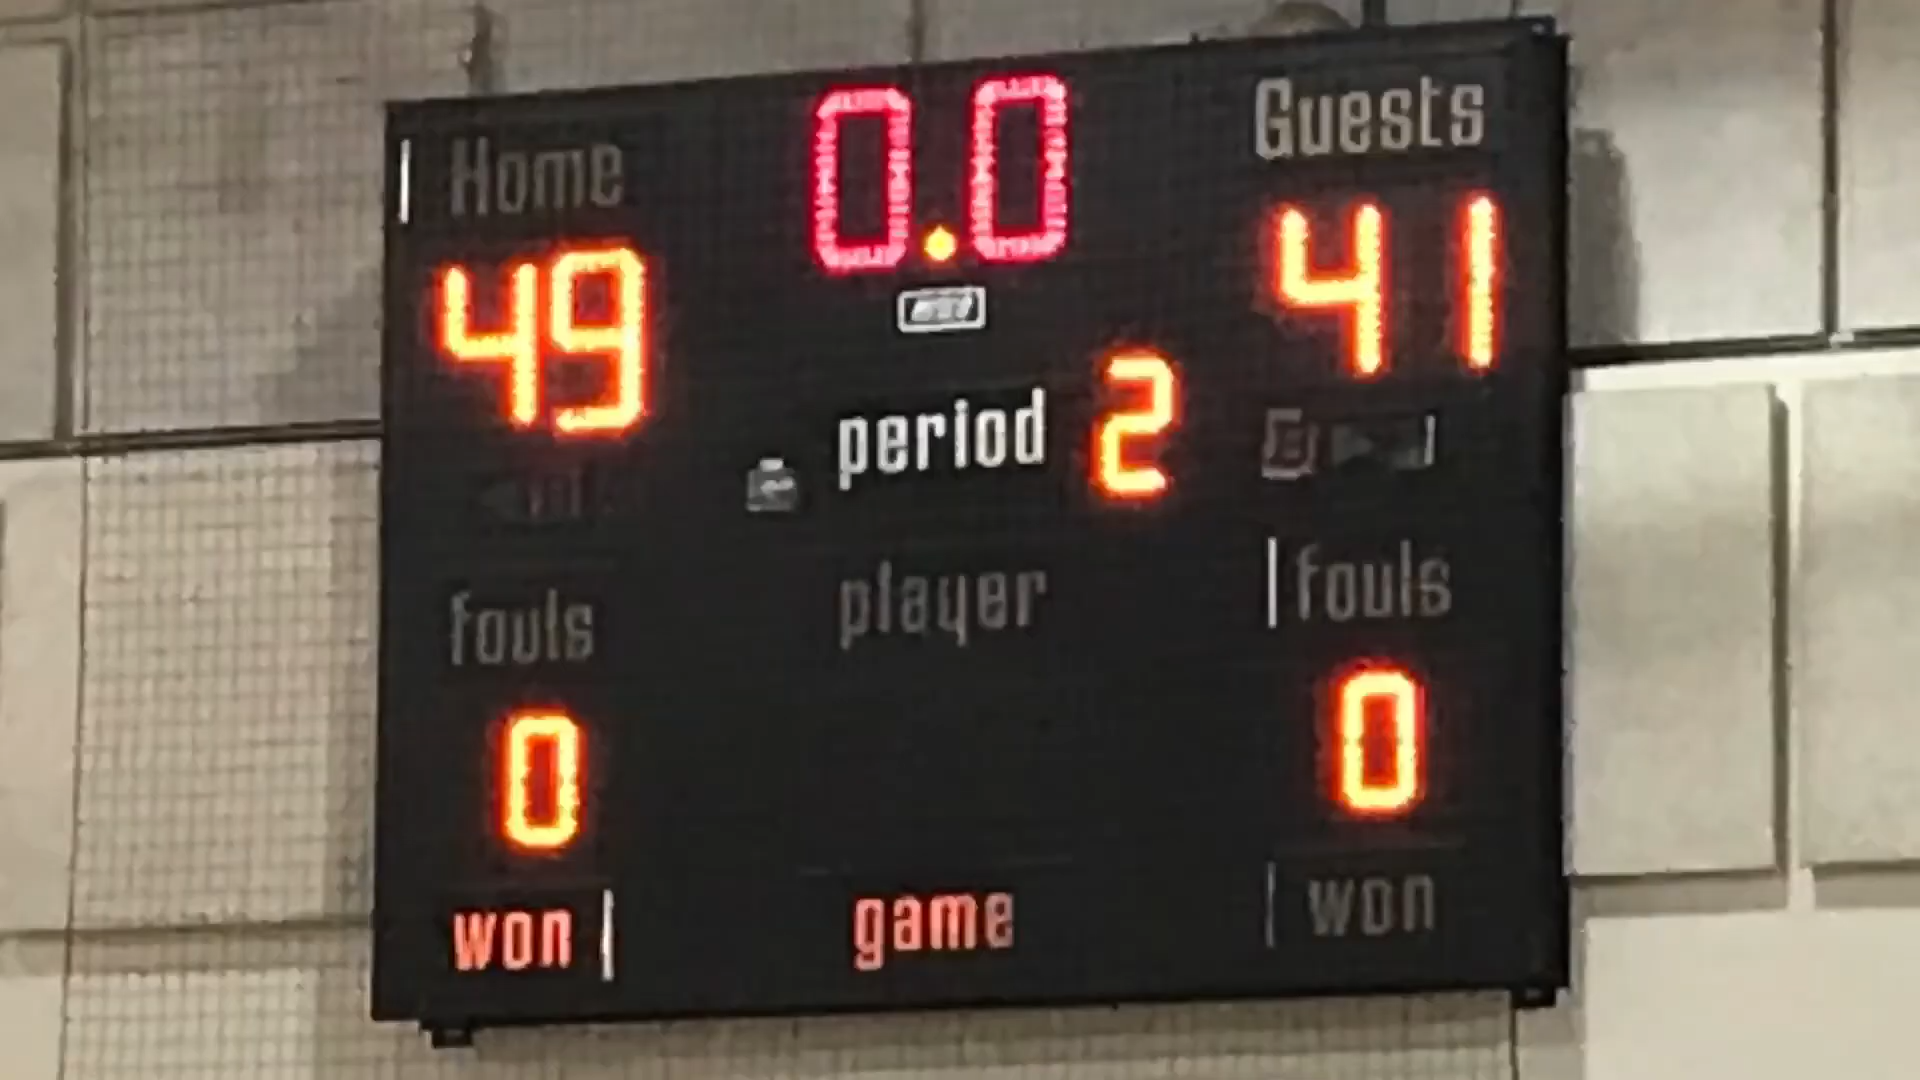 Home 0.0 Guests
49 41
period 2
fouls player fouls
0 0
won game won